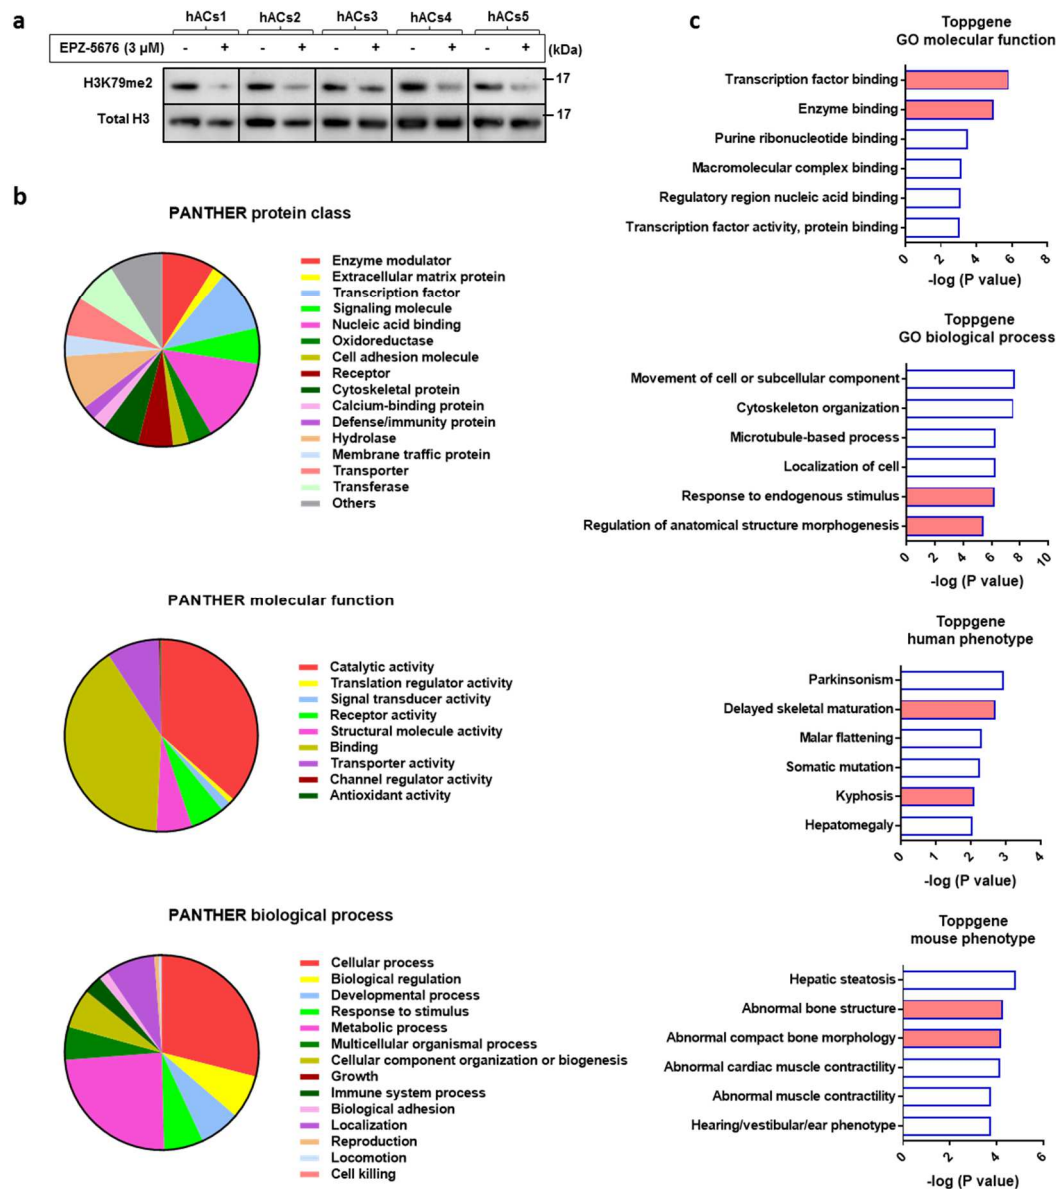 a
hACs1 hACs2 hACs3 hACs4 hACs5
EPZ-5676 (3 µM) - + - + - + - + - + (kDa)
H3K79me2
17
Total H3
17
b
PANTHER protein class
Enzyme modulator
Extracellular matrix protein
Transcription factor
Signaling molecule
Nucleic acid binding
Oxidoreductase
Cell adhesion molecule
Receptor
Cytoskeletal protein
Calcium-binding protein
Defense/immunity protein
Hydrolase
Membrane traffic protein
Transporter
Transferase
Others
PANTHER molecular function
Catalytic activity
Translation regulator activity
Signal transducer activity
Receptor activity
Structural molecule activity
Binding
Transporter activity
Channel regulator activity
Antioxidant activity
PANTHER biological process
Cellular process
Biological regulation
Developmental process
Response to stimulus
Metabolic process
Multicellular organismal process
Cellular component organization or biogenesis
Growth
Immune system process
Biological adhesion
Localization
Reproduction
Locomotion
Cell killing
c
Toppgene
GO molecular function
Transcription factor binding
Enzyme binding
Purine ribonucleotide binding
Macromolecular complex binding
Regulatory region nucleic acid binding
Transcription factor activity, protein binding
0 2 4 6 8
-log (P value)
Toppgene
GO biological process
Movement of cell or subcellular component
Cytoskeleton organization
Microtubule-based process
Localization of cell
Response to endogenous stimulus
Regulation of anatomical structure morphogenesis
0 2 4 6 8 10
-log (P value)
Toppgene
human phenotype
Parkinsonism
Delayed skeletal maturation
Malar flattening
Somatic mutation
Kyphosis
Hepatomegaly
0 1 2 3 4
-log (P value)
Toppgene
mouse phenotype
Hepatic steatosis
Abnormal bone structure
Abnormal compact bone morphology
Abnormal cardiac muscle contractility
Abnormal muscle contractility
Hearing/vestibular/ear phenotype
0 2 4 6
-log (P value)